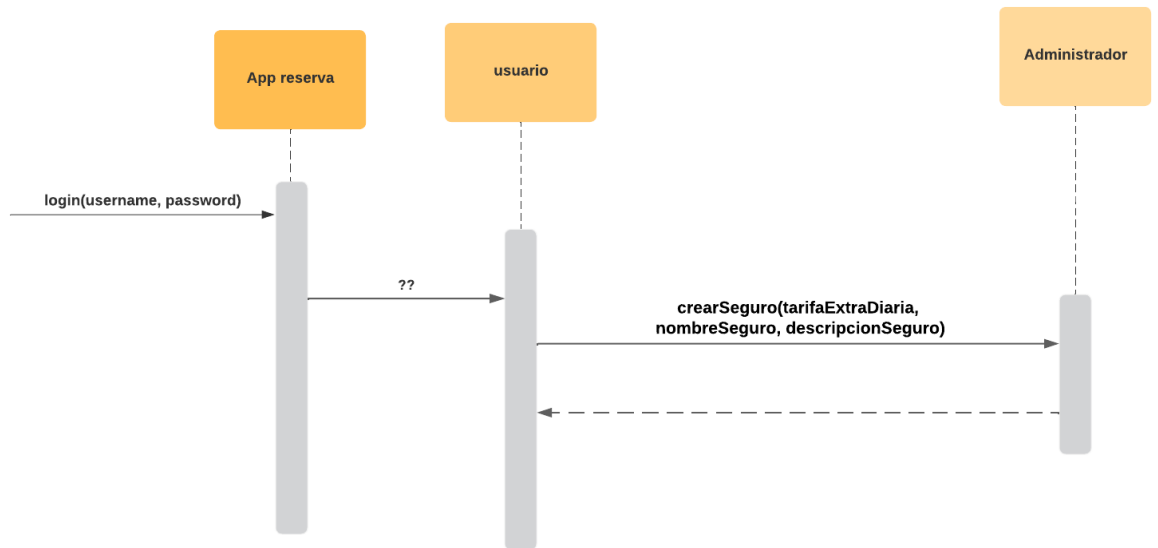 App reserva
usuario
Administrador
login(username, password)
??
crearSeguro(tarifaExtraDiaria,
nombreSeguro, descripcionSeguro)